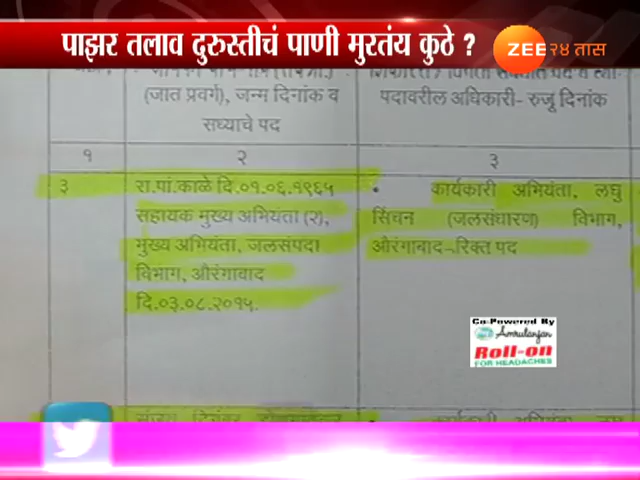 पाझर तलाव दुरुस्तीचं पाणी मुरतंय कुठे ?
ZEE २४ तास
(जात प्रवर्ग), जन्म दिनांक व
पदावरील अधिकारी- रुजू दिनांक
सध्याचे पद
१ २ ३
३ रा.पां.काळे दि.०१.०६.१९६५ • कार्यकारी अभियंता, लघु
सहायक मुख्य अभियंता (२), सिंचन (जलसंधारण) विभाग,
मुख्य अभियंता, जलसंपदा औरंगाबाद-रिक्त पद
विभाग, औरंगाबाद
दि.०३.०८.२०१५.
Co-Powered By
Amrutanjan
Roll-on
FOR HEADACHES